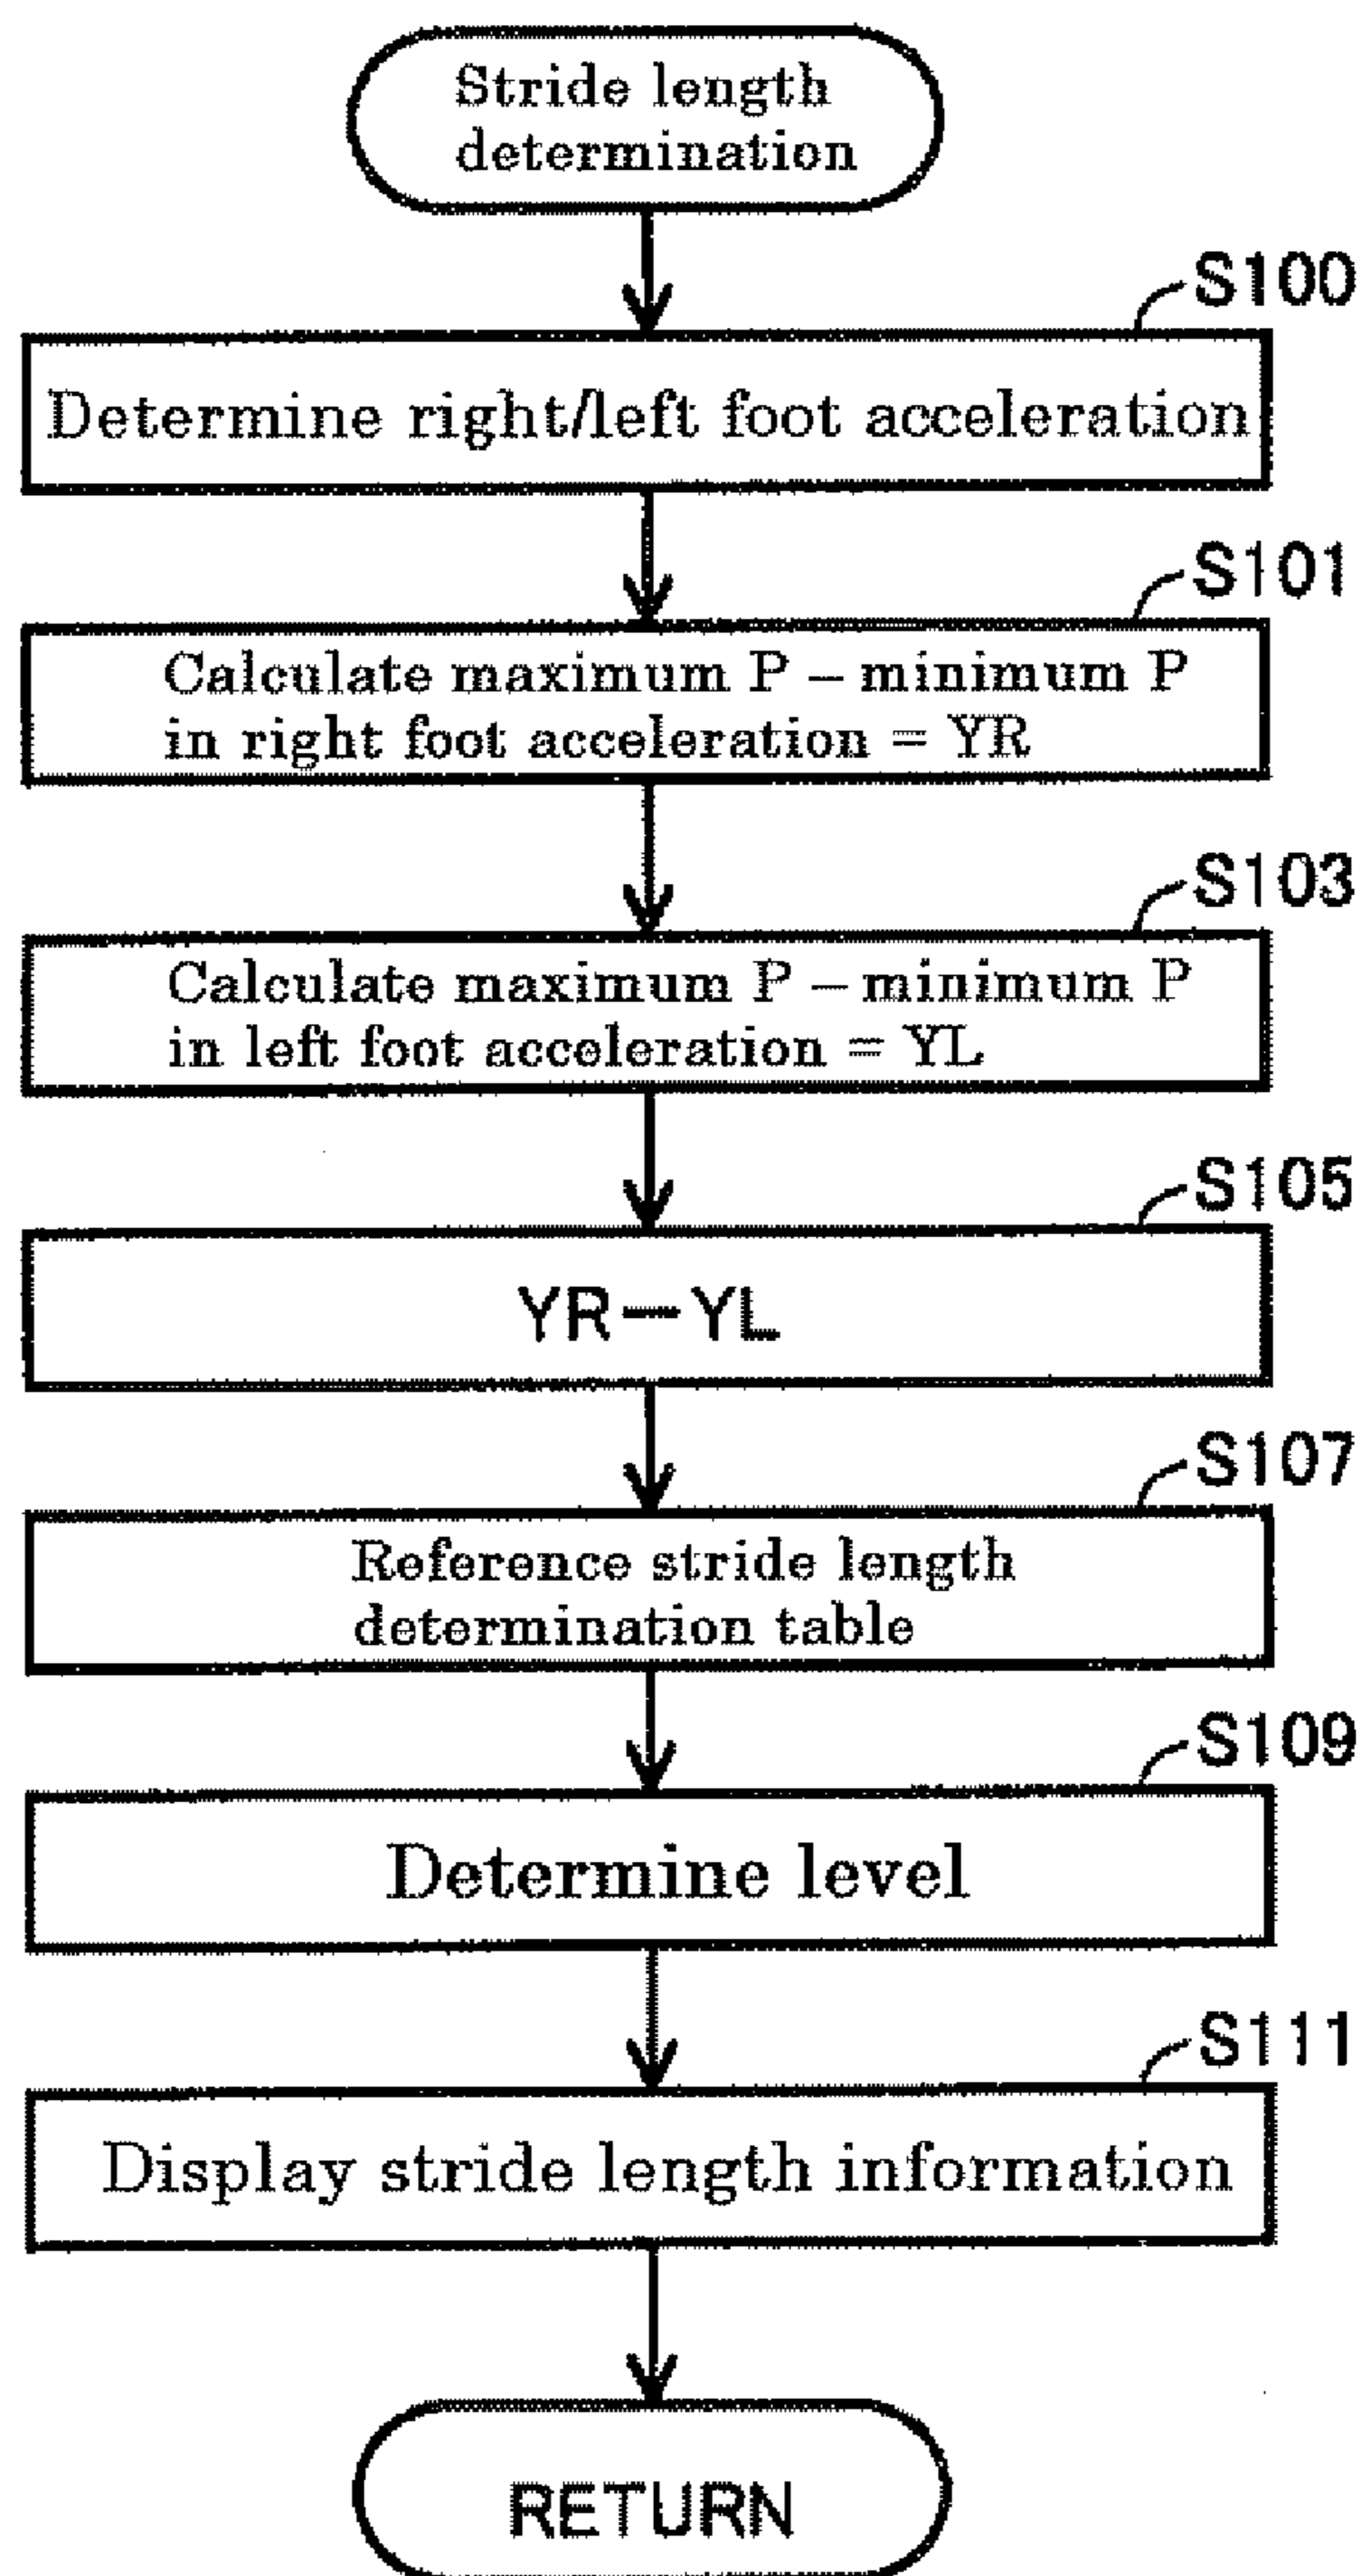 Stride length
determination
S100
Determine right/left foot acceleration
S101
Calculate maximum P – minimum P
in right foot acceleration = YR
S103
Calculate maximum P – minimum P
in left foot acceleration = YL
S105
YR－YL
S107
Reference stride length
determination table
S109
Determine level
S111
Display stride length information
RETURN